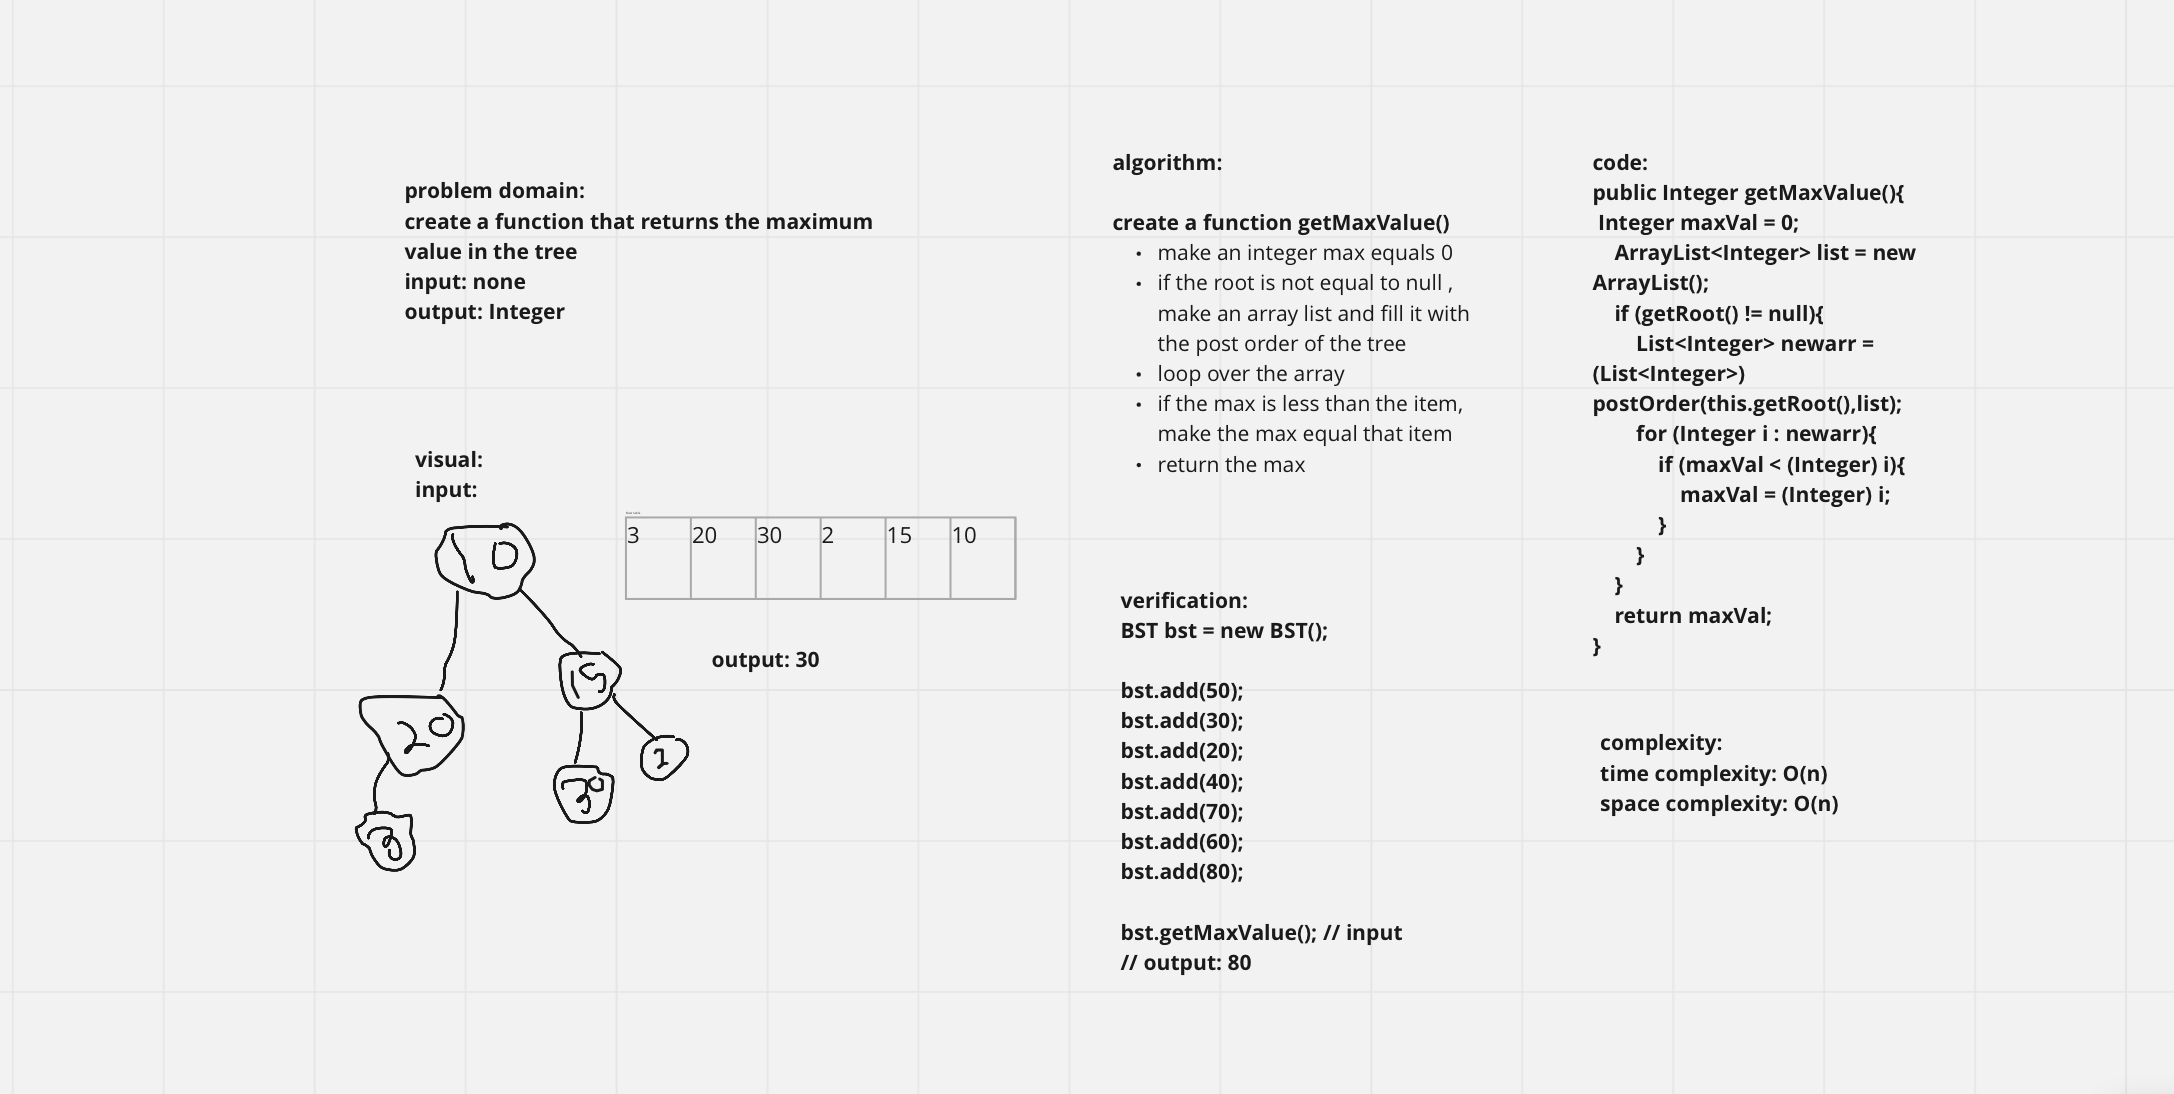 problem domain:
create a function that returns the maximum
value in the tree
input: none
output: Integer
visual:
input:
10
20
15
3
30
2
3 20 30 2 15 10
output: 30
algorithm:
create a function getMaxValue()
• make an integer max equals 0
• if the root is not equal to null ,
make an array list and fill it with
the post order of the tree
• loop over the array
• if the max is less than the item,
make the max equal that item
• return the max
verification:
BST bst = new BST();
bst.add(50);
bst.add(30);
bst.add(20);
bst.add(40);
bst.add(70);
bst.add(60);
bst.add(80);
bst.getMaxValue(); // input
// output: 80
code:
public Integer getMaxValue(){
Integer maxVal = 0;
ArrayList<Integer> list = new
ArrayList();
if (getRoot() != null){
List<Integer> newarr =
(List<Integer>)
postOrder(this.getRoot(),list);
for (Integer i : newarr){
if (maxVal < (Integer) i){
maxVal = (Integer) i;
}
}
}
return maxVal;
}
complexity:
time complexity: O(n)
space complexity: O(n)